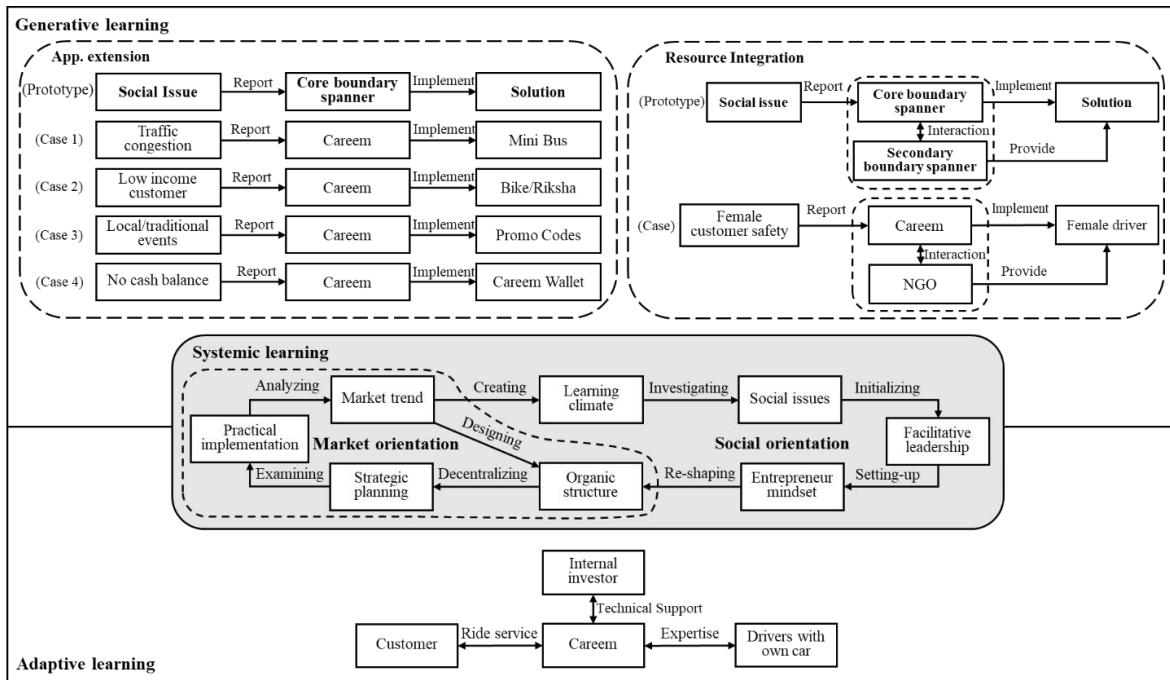 Generative learning
App. extension
(Prototype)
Social Issue
Report
Core boundary
spanner
Implement
Solution
(Case 1)
Traffic
congestion
Report
Careem
Implement
Mini Bus
(Case 2)
Low income
customer
Report
Careem
Implement
Bike/Riksha
(Case 3)
Local/traditional
events
Report
Careem
Implement
Promo Codes
(Case 4)
No cash balance
Report
Careem
Implement
Careem Wallet
Resource Integration
(Prototype)
Social issue
Report
Core boundary
spanner
Implement
Solution
Interaction
Secondary
boundary spanner
Provide
(Case)
Female
customer safety
Report
Careem
Implement
Female driver
Interaction
NGO
Provide
Systemic learning
Analyzing
Market trend
Creating
Learning
climate
Investigating
Social issues
Initializing
Practical
implementation
Market orientation
Designing
Social orientation
Facilitative
leadership
Examining
Strategic
planning
Decentralizing
Organic
structure
Re-shaping
Entrepreneur
mindset
Setting-up
Internal
investor
Technical Support
Customer
Ride service
Careem
Expertise
Drivers with
own car
Adaptive learning